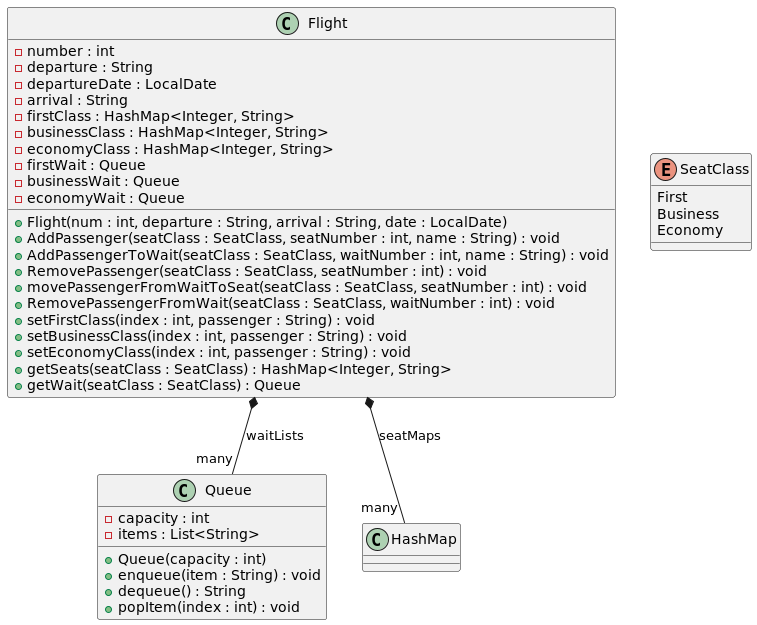 C Flight
number : int
departure : String
departureDate : LocalDate
arrival : String
firstClass : HashMap<Integer, String>
businessClass : HashMap<Integer, String>
economyClass : HashMap<Integer, String>
firstWait : Queue
businessWait : Queue
economyWait : Queue
Flight(num : int, departure : String, arrival : String, date : LocalDate)
AddPassenger(seatClass : SeatClass, seatNumber : int, name : String) : void
AddPassengerToWait(seatClass : SeatClass, waitNumber : int, name : String) : void
RemovePassenger(seatClass : SeatClass, seatNumber : int) : void
movePassengerFromWaitToSeat(seatClass : SeatClass, seatNumber : int) : void
RemovePassengerFromWait(seatClass : SeatClass, waitNumber : int) : void
setFirstClass(index : int, passenger : String) : void
setBusinessClass(index : int, passenger : String) : void
setEconomyClass(index : int, passenger : String) : void
getSeats(seatClass : SeatClass) : HashMap<Integer, String>
getWait(seatClass : SeatClass) : Queue
E SeatClass
First
Business
Economy
waitLists
seatMaps
many
many
C Queue
capacity : int
items : List<String>
Queue(capacity : int)
enqueue(item : String) : void
dequeue() : String
popItem(index : int) : void
C HashMap